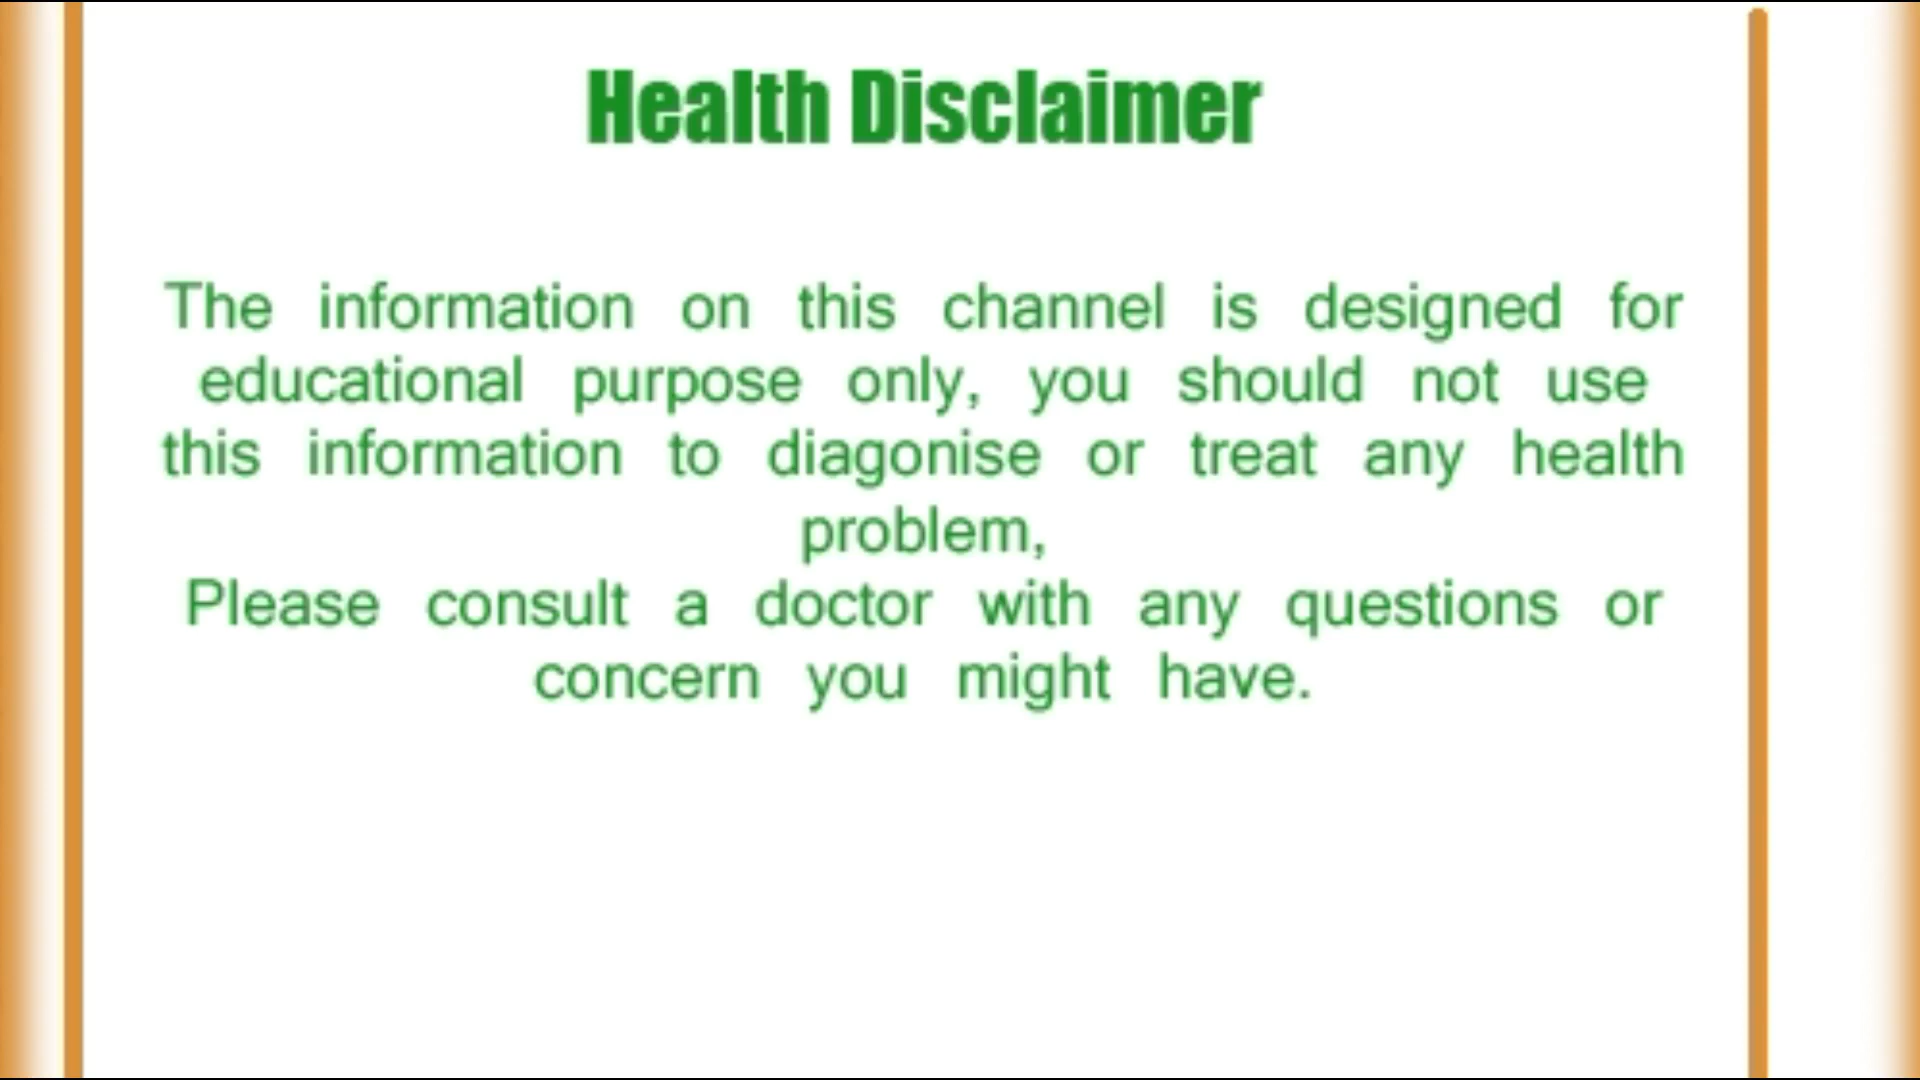 Health Disclaimer
The information on this channel is designed for
educational purpose only, you should not use
this information to diagonise or treat any health
problem,
Please consult a doctor with any questions or
concern you might have.